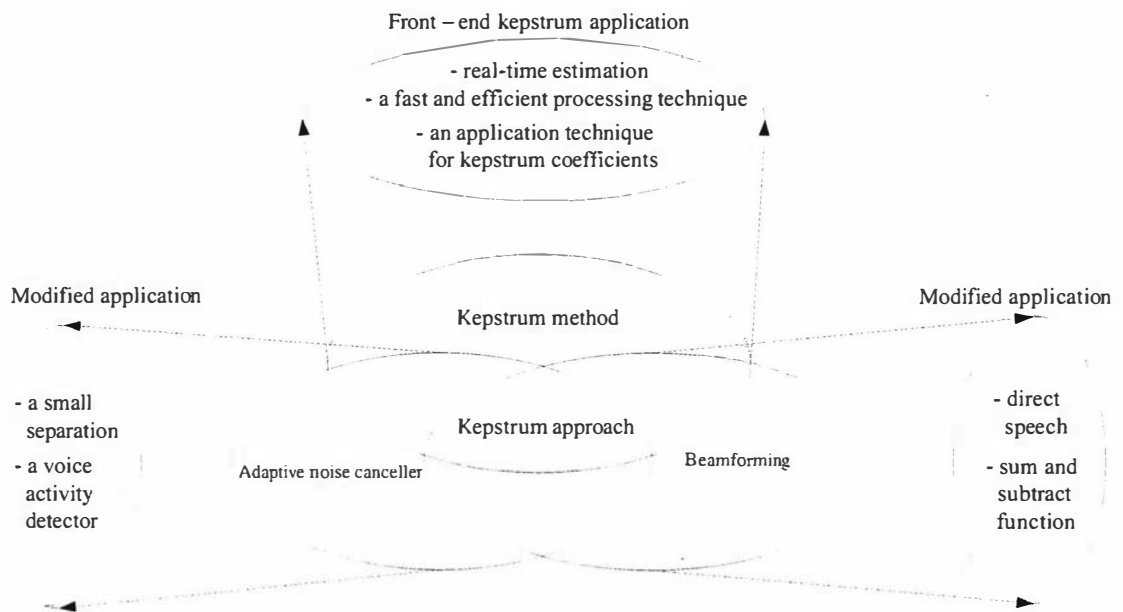 Front – end kepstrum application
- real-time estimation
- a fast and efficient processing technique
- an application technique
for kepstrum coefficients
Modified application
Kepstrum method
Modified application
- a small
separation
- a voice
activity
detector
Kepstrum approach
Adaptive noise canceller
Beamforming
- direct
speech
- sum and
subtract
function